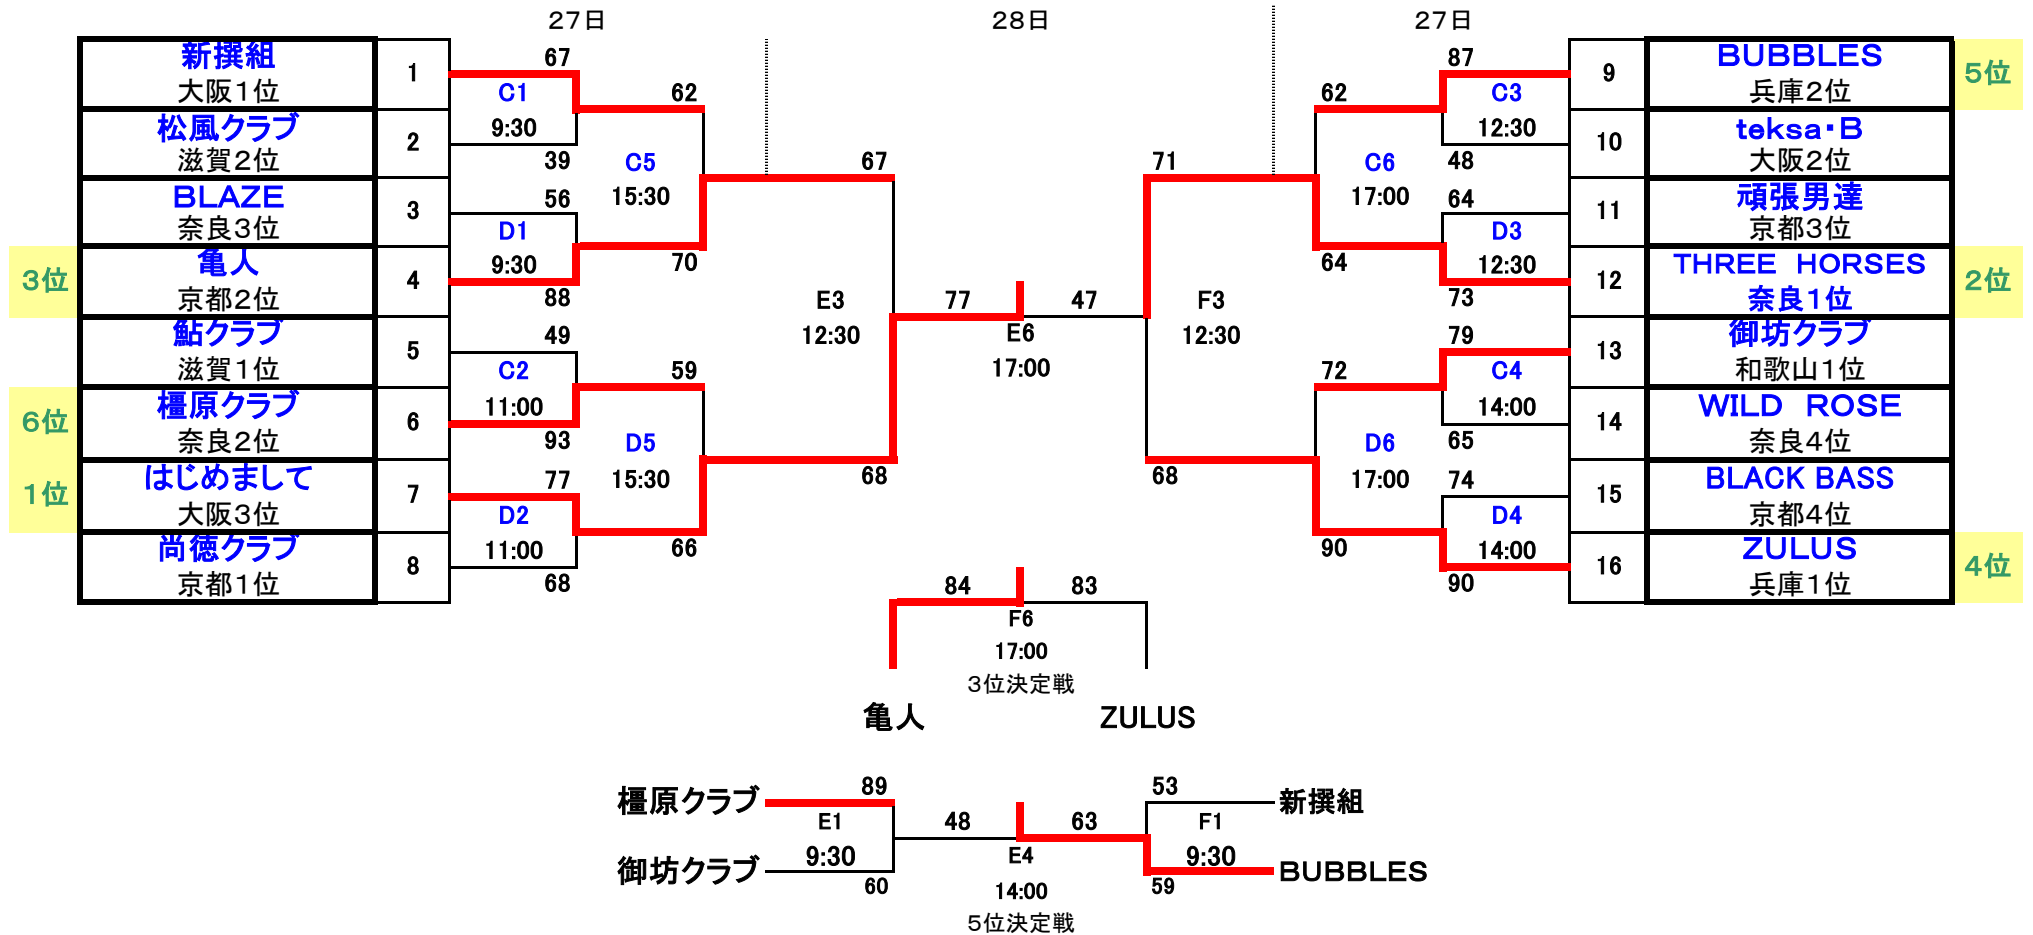 27日 28日 27日
新撰組 1 67 87 9 BUBBLES 5位
大阪1位 C1 62 62 C3 兵庫2位
松風クラブ 2 9:30 12:30 10 teksa・B
滋賀2位 39 C5 67 71 C6 48 大阪2位
BLAZE 3 56 15:30 17:00 64 11 頑張男達
奈良3位 D1 D3 京都3位
3位 亀人 4 9:30 70 64 12:30 12 THREE HORSES 2位
京都2位 88 E3 77 47 F3 73 奈良1位
鮎クラブ 5 49 12:30 E6 12:30 79 13 御坊クラブ
滋賀1位 C2 59 17:00 72 C4 和歌山1位
6位 橿原クラブ 6 11:00 14:00 14 WILD ROSE
奈良2位 93 D5 D6 65 奈良4位
1位 はじめまして 7 77 15:30 68 68 17:00 74 15 BLACK BASS
大阪3位 D2 D4 京都4位
尚徳クラブ 8 11:00 66 90 14:00 16 ZULUS 4位
京都1位 68 90 兵庫1位
84 83
F6
17:00
3位決定戦
亀人 ZULUS
橿原クラブ 89 53 新撰組
E1 48 63 F1
9:30 E4 9:30
御坊クラブ 60 59 BUBBLES
14:00
5位決定戦